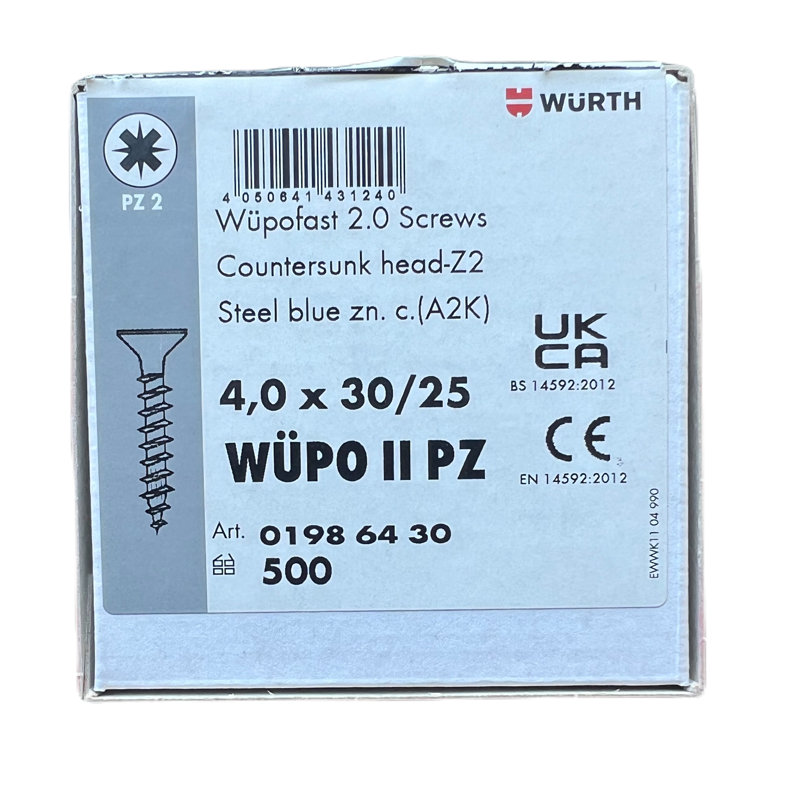 WÜRTH
PZ 2
4 050641 431240
Wüpofast 2.0 Screws
Countersunk head-Z2
Steel blue zn. c.(A2K)
UK
CA
BS 14592:2012
4,0 x 30/25
CE
WÜPO II PZ
EN 14592:2012
Art. 0198 64 30
500
EWWK11 04 990